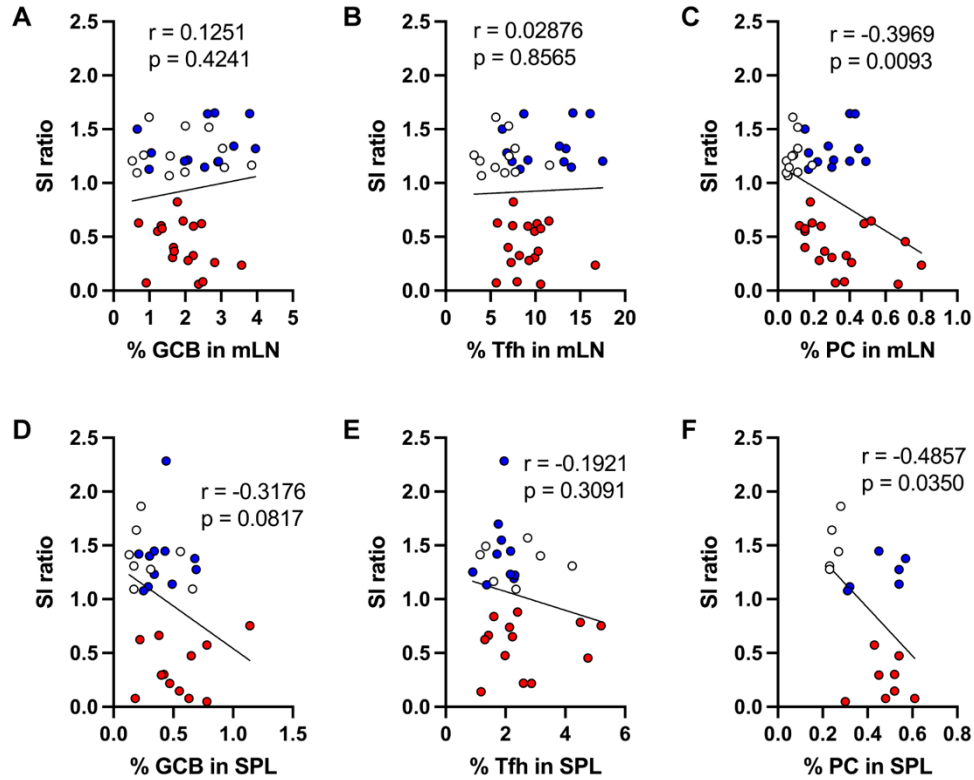 A
r = 0.1251
p = 0.4241
SI ratio
2.5
2.0
1.5
1.0
0.5
0.0
0 1 2 3 4 5
% GCB in mLN
B
r = 0.02876
p = 0.8565
SI ratio
2.5
2.0
1.5
1.0
0.5
0.0
0 5 10 15 20
% Tfh in mLN
C
r = -0.3969
p = 0.0093
SI ratio
2.5
2.0
1.5
1.0
0.5
0.0
0.0 0.2 0.4 0.6 0.8 1.0
% PC in mLN
D
r = -0.3176
p = 0.0817
SI ratio
2.5
2.0
1.5
1.0
0.5
0.0
0.0 0.5 1.0 1.5
% GCB in SPL
E
r = -0.1921
p = 0.3091
SI ratio
2.5
2.0
1.5
1.0
0.5
0.0
0 2 4 6
% Tfh in SPL
F
r = -0.4857
p = 0.0350
SI ratio
2.5
2.0
1.5
1.0
0.5
0.0
0.0 0.2 0.4 0.6 0.8
% PC in SPL